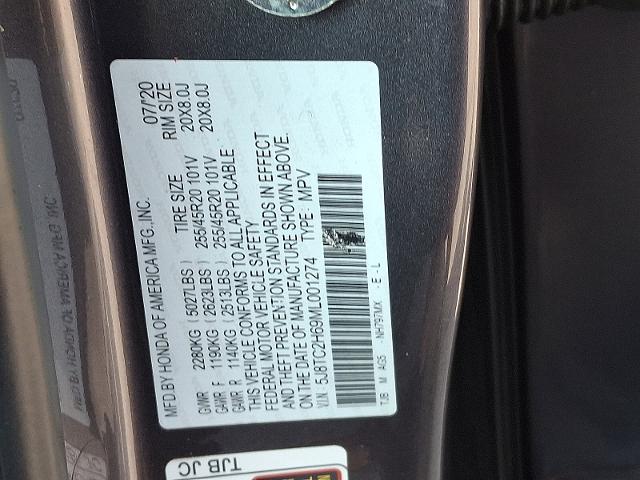 MFD.BY HONDA OF AMERICA MFG.,INC. 07/'20
TIRE SIZE RIM SIZE
GVWR 2280KG (5027LBS) 255/45R20 101V 20X8.0J
GAWR F 1190KG (2623LBS) 255/45R20 101V 20X8.0J
GAWR R 1140KG (2513LBS)
THIS VEHICLE CONFORMS TO ALL APPLICABLE
FEDERAL MOTOR VEHICLE SAFETY
AND THEFT PREVENTION STANDARDS IN EFFECT
ON THE DATE OF MANUFACTURE SHOWN ABOVE.
V.I.N.: 5J8TC2H69ML001274 TYPE: MPV
TJB M AG5 -NH797MX -E-L
TJB JC